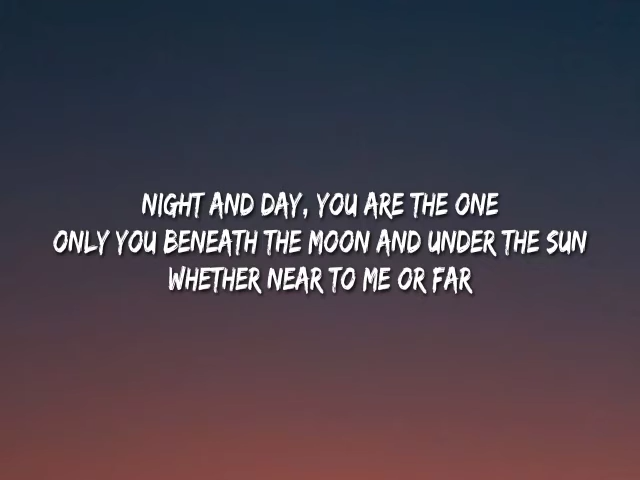 NIGHT AND DAY, YOU ARE THE ONE
ONLY YOU BENEATH THE MOON AND UNDER THE SUN
WHETHER NEAR TO ME OR FAR